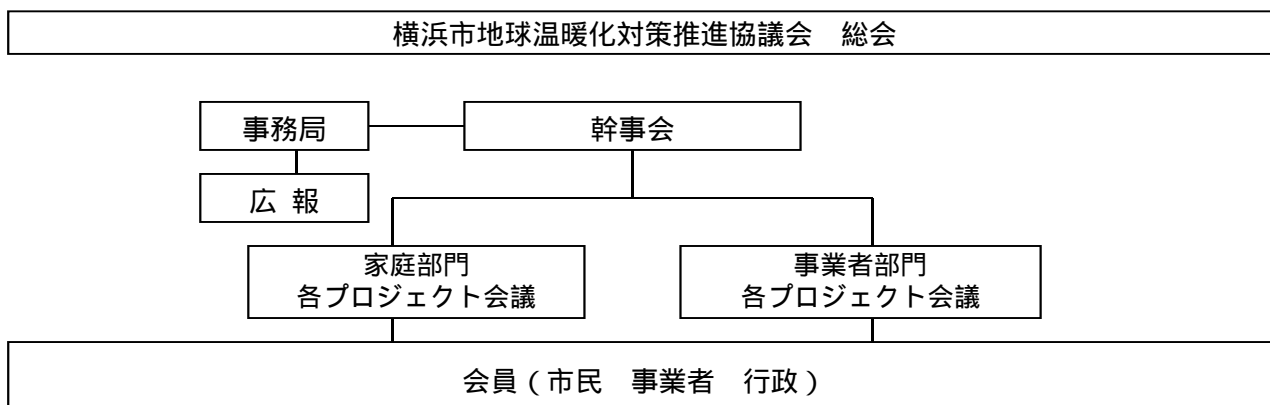 横浜市地球温暖化対策推進協議会　総会
事務局
幹事会
広 報
家庭部門
各プロジェクト会議
事業者部門
各プロジェクト会議
会員（市民　事業者　行政）